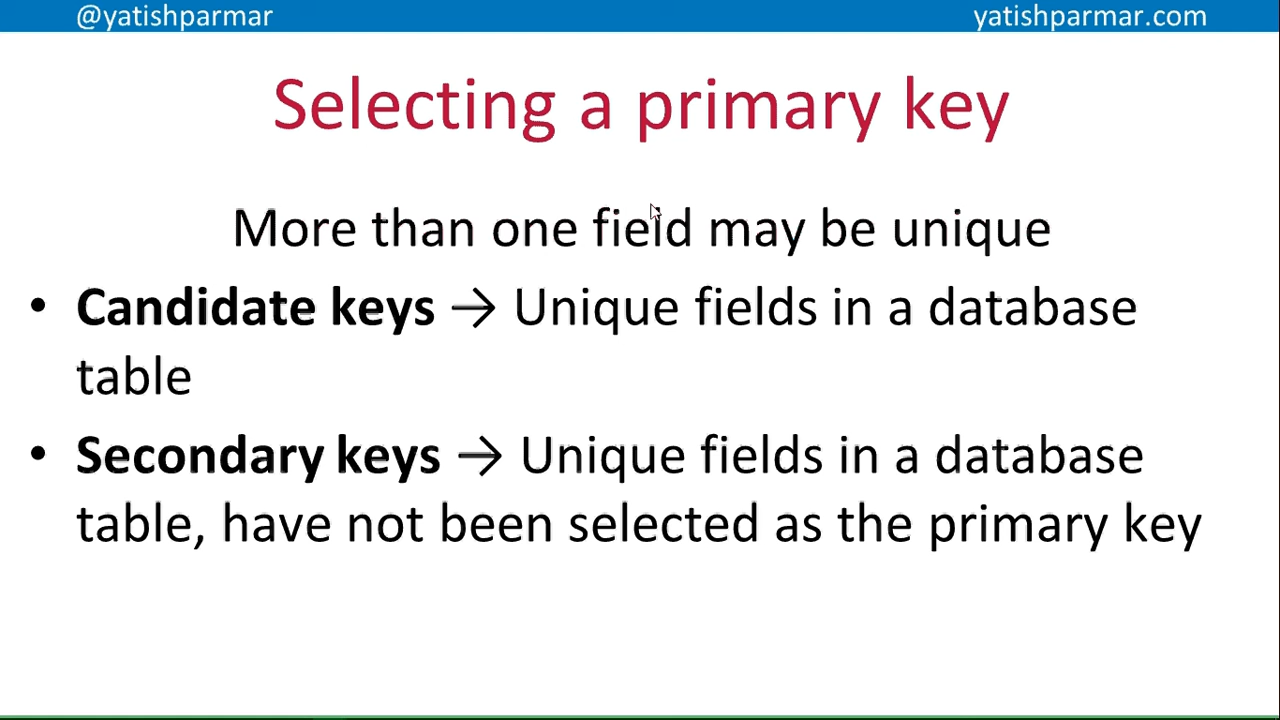 @yatishparmar yatishparmar.com
Selecting a primary key
More than one field may be unique
• Candidate keys → Unique fields in a database
table
• Secondary keys → Unique fields in a database
table, have not been selected as the primary key